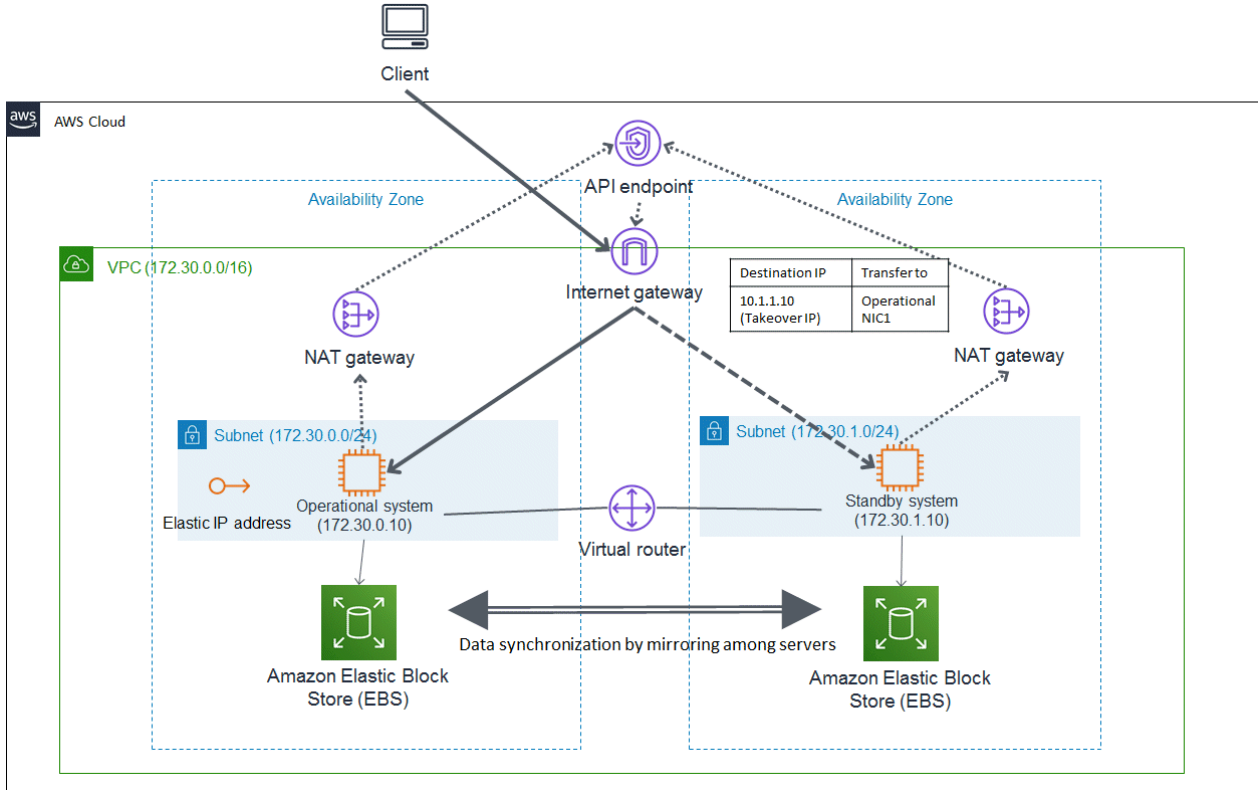 Client
aws
AWS Cloud
API endpoint
Availability Zone
Availability Zone
VPC (172.30.0.0/16)
Internet gateway
Destination IP
Transfer to
10.1.1.10
(Takeover IP)
Operational
NIC1
NAT gateway
NAT gateway
Subnet (172.30.0.0/24)
Subnet (172.30.1.0/24)
Elastic IP address
Operational system
(172.30.0.10)
Standby system
(172.30.1.10)
Virtual router
Data synchronization by mirroring among servers
Amazon Elastic Block
Store (EBS)
Amazon Elastic Block
Store (EBS)